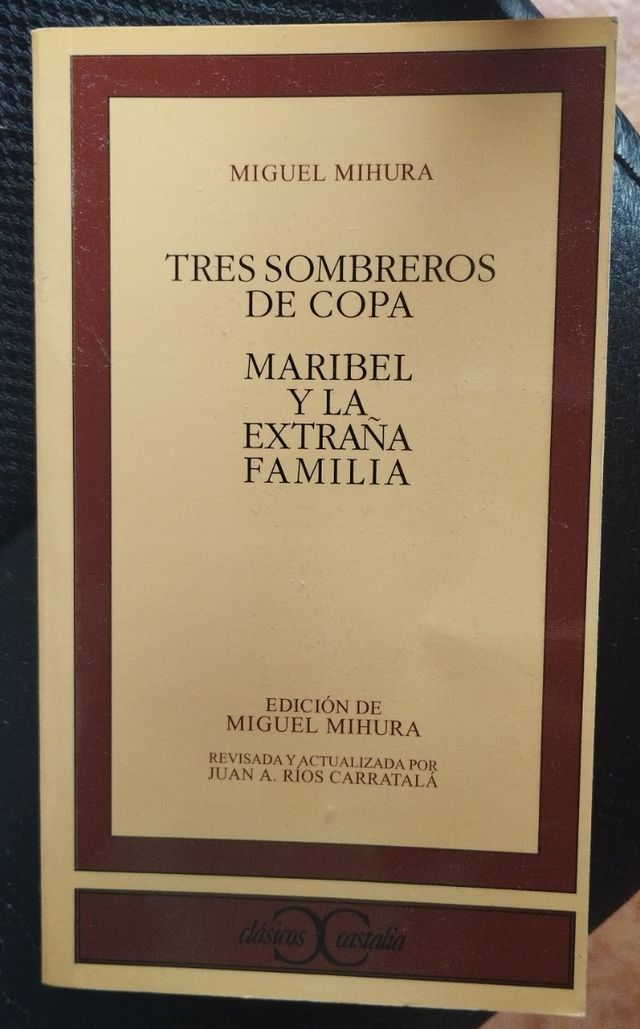 MIGUEL MIHURA
TRES SOMBREROS
DE COPA
MARIBEL
Y LA
EXTRAÑA
FAMILIA
EDICIÓN DE
MIGUEL MIHURA
REVISADA Y ACTUALIZADA POR
JUAN A. RÍOS CARRATALÁ
clásicos castalia